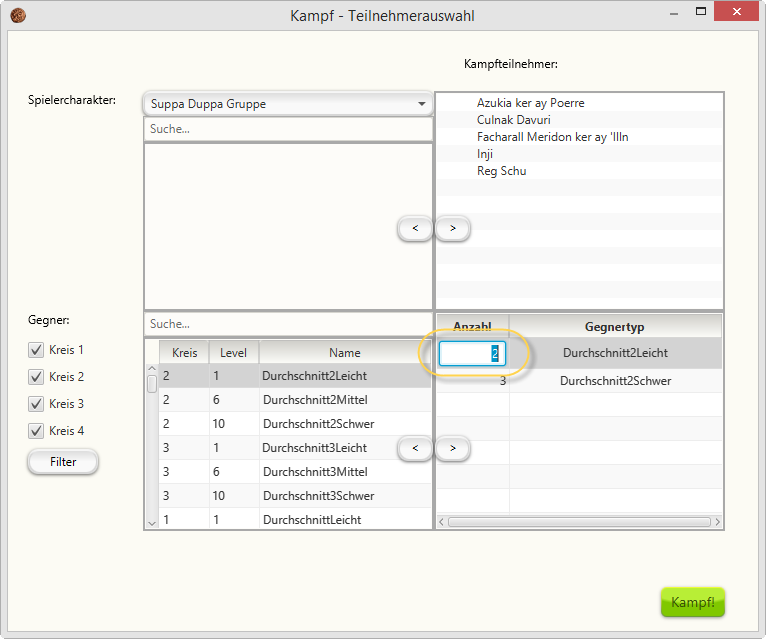 Kampf - Teilnehmerauswahl
Kampfteilnehmer:
Spielercharakter:
Suppa Duppa Gruppe
Suche...
Azukia ker ay Poerre
Culnak Davuri
Facharall Meridon ker ay 'Illn
Inji
Reg Schu
< >
Gegner:
Kreis 1
Kreis 2
Kreis 3
Kreis 4
Filter
Suche...
Kreis Level Name
2 1 Durchschnitt2Leicht
2 6 Durchschnitt2Mittel
2 10 Durchschnitt2Schwer
3 1 Durchschnitt3Leicht
3 6 Durchschnitt3Mittel
3 10 Durchschnitt3Schwer
1 1 DurchschnittLeicht
< >
Anzahl Gegnertyp
2 Durchschnitt2Leicht
3 Durchschnitt2Schwer
Kampf!